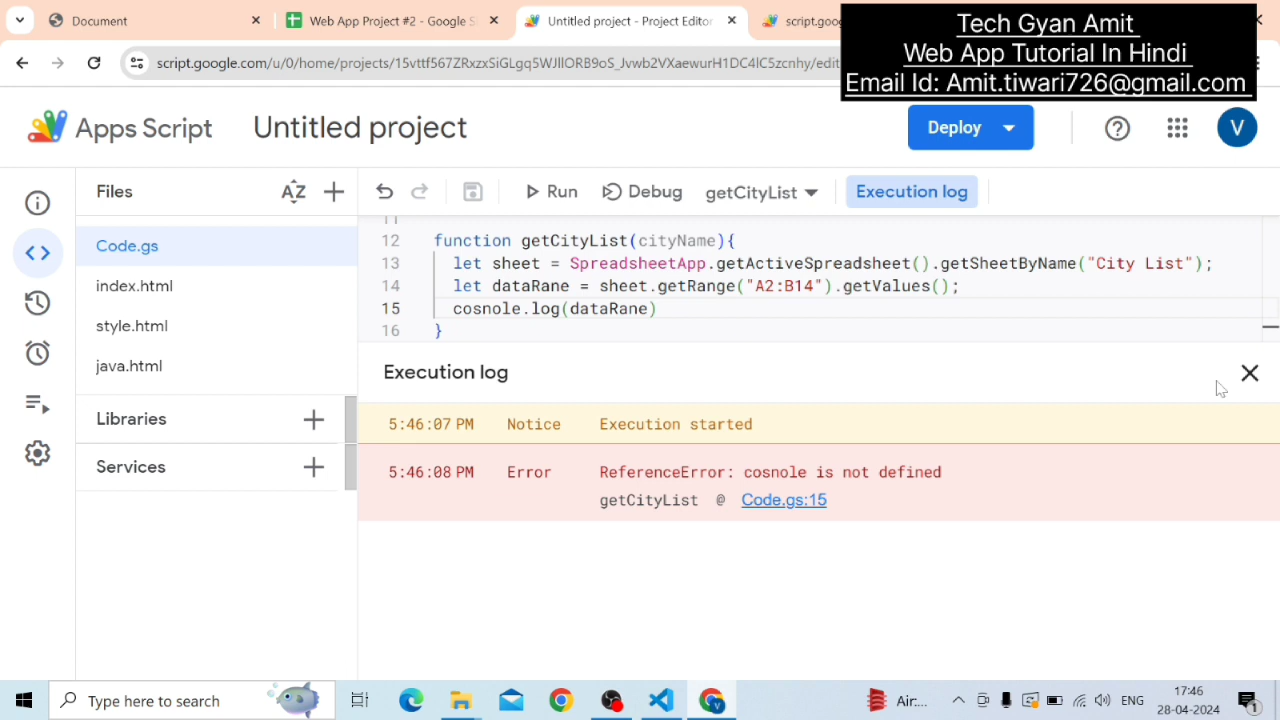 Document
Web App Project #2 - Google S
Untitled project - Project Editor
script.goo
Tech Gyan Amit
Web App Tutorial In Hindi
Email Id: Amit.tiwari726@gmail.com
script.google.com/u/0/home/projects/15vttf567ZRxzxSiGLgq5WJIlORB9oS_Jvwb2VXaewurH1DC4lC5zcnhy/edit
Apps Script
Untitled project
Deploy
V
Files
AZ
Run
Debug
getCityList
Execution log
Code.gs
index.html
style.html
java.html
Libraries
Services
11
12 function getCityList(cityName){
13 let sheet = SpreadsheetApp.getActiveSpreadsheet().getSheetByName("City List");
14 let dataRane = sheet.getRange("A2:B14").getValues();
15 cosnole.log(dataRane)
16 }
Execution log
5:46:07 PM Notice Execution started
5:46:08 PM Error ReferenceError: cosnole is not defined
getCityList @ Code.gs:15
Type here to search
Air...
ENG
17:46
28-04-2024
1